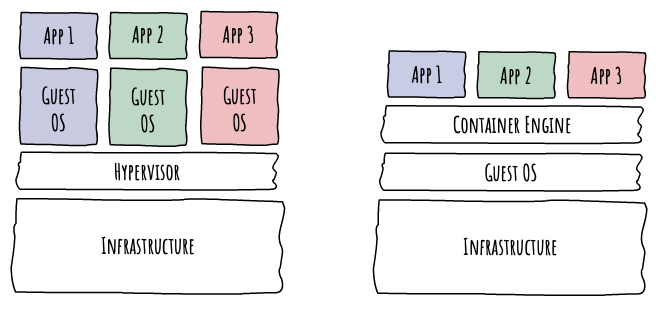 App 1
App 2
App 3
Guest
OS
Guest
OS
Guest
OS
Hypervisor
Infrastructure
App 1
App 2
App 3
Container Engine
Guest OS
Infrastructure